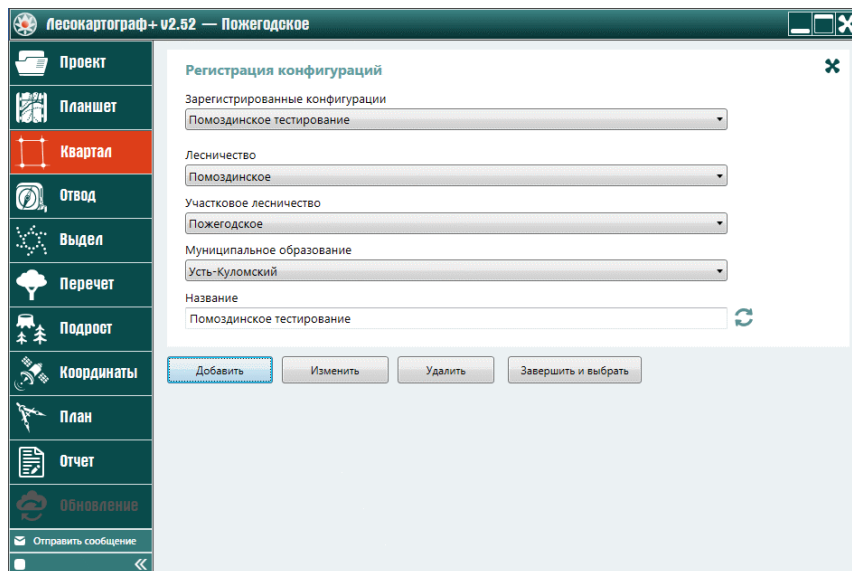 Лесокартограф+ v2.52 — Пожегодское
Проект
Планшет
Квартал
Отвод
Выдел
Перечет
Подрост
Координаты
План
Отчет
Обновление
Отправить сообщение
Регистрация конфигураций
Зарегистрированные конфигурации
Помоздинское тестирование
Лесничество
Помоздинское
Участковое лесничество
Пожегодское
Муниципальное образование
Усть-Куломский
Название
Помоздинское тестирование
Добавить Изменить Удалить Завершить и выбрать